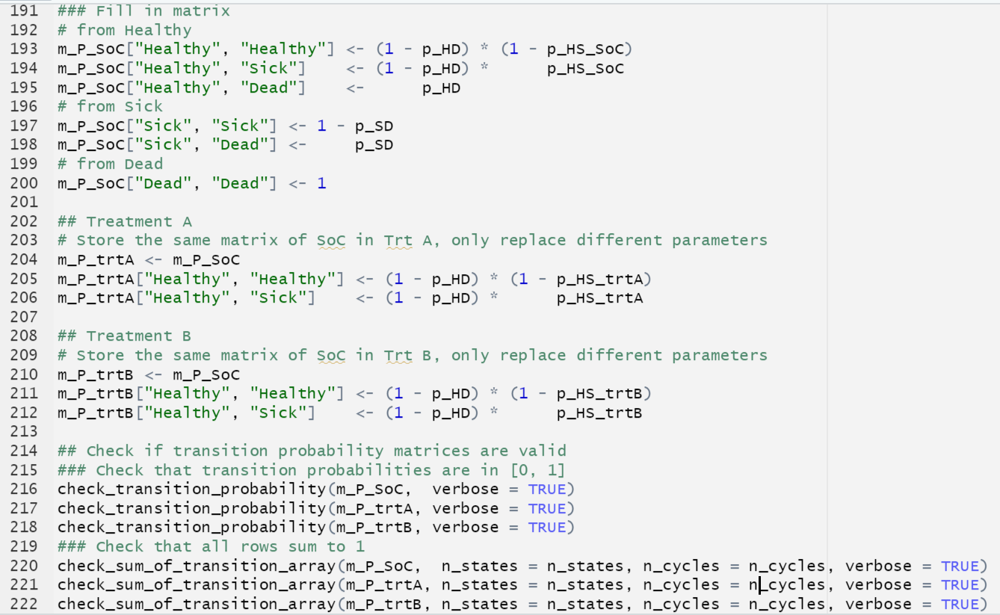 191 ### Fill in matrix
192 # from Healthy
193 m_P_SoC["Healthy", "Healthy"] <- (1 - p_HD) * (1 - p_HS_SoC)
194 m_P_SoC["Healthy", "Sick"]    <- (1 - p_HD) *      p_HS_SoC
195 m_P_SoC["Healthy", "Dead"]    <-      p_HD
196 # from Sick
197 m_P_SoC["Sick", "Sick"] <- 1 - p_SD
198 m_P_SoC["Sick", "Dead"] <-     p_SD
199 # from Dead
200 m_P_SoC["Dead", "Dead"] <- 1
201
202 ## Treatment A
203 # Store the same matrix of SoC in Trt A, only replace different parameters
204 m_P_trtA <- m_P_SoC
205 m_P_trtA["Healthy", "Healthy"] <- (1 - p_HD) * (1 - p_HS_trtA)
206 m_P_trtA["Healthy", "Sick"]    <- (1 - p_HD) *      p_HS_trtA
207
208 ## Treatment B
209 # Store the same matrix of SoC in Trt B, only replace different parameters
210 m_P_trtB <- m_P_SoC
211 m_P_trtB["Healthy", "Healthy"] <- (1 - p_HD) * (1 - p_HS_trtB)
212 m_P_trtB["Healthy", "Sick"]    <- (1 - p_HD) *      p_HS_trtB
213
214 ## Check if transition probability matrices are valid
215 ### Check that transition probabilities are in [0, 1]
216 check_transition_probability(m_P_SoC,  verbose = TRUE)
217 check_transition_probability(m_P_trtA, verbose = TRUE)
218 check_transition_probability(m_P_trtB, verbose = TRUE)
219 ### Check that all rows sum to 1
220 check_sum_of_transition_array(m_P_SoC,  n_states = n_states, n_cycles = n_cycles, verbose = TRUE)
221 check_sum_of_transition_array(m_P_trtA, n_states = n_states, n_cycles = n_cycles, verbose = TRUE)
222 check_sum_of_transition_array(m_P_trtB, n_states = n_states, n_cycles = n_cycles, verbose = TRUE)